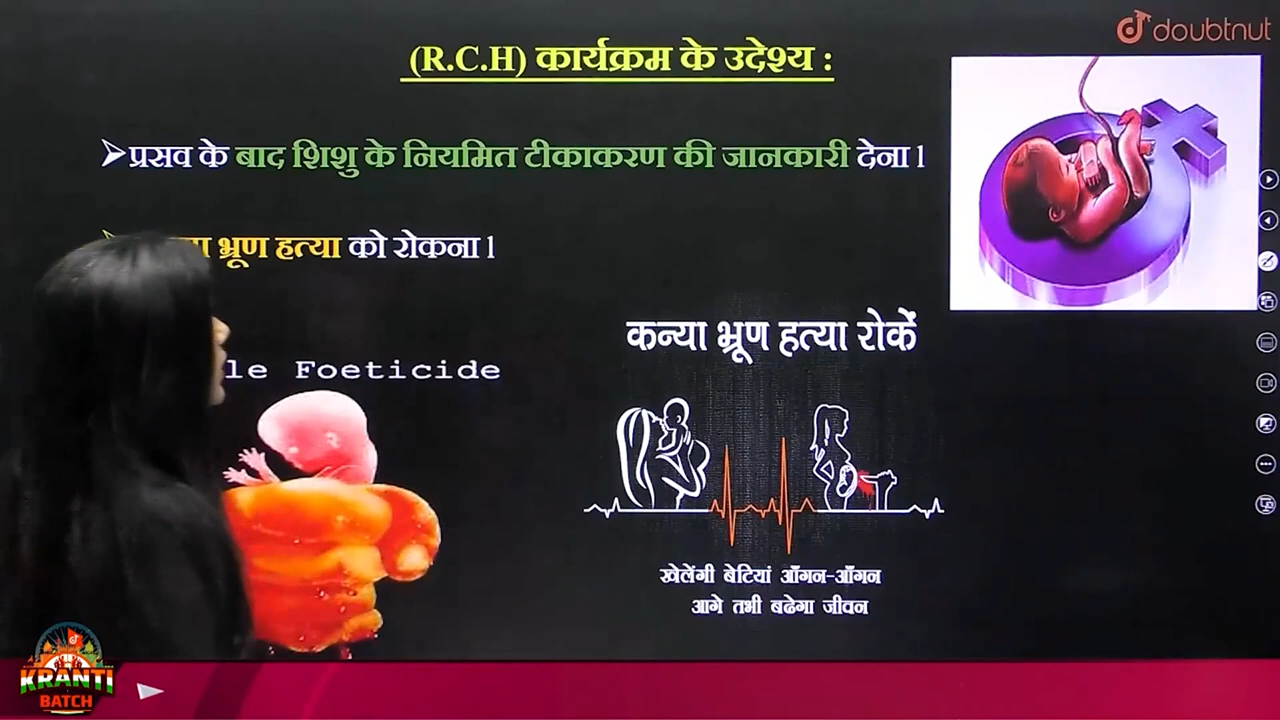 doubtnut
(R.C.H) कार्यक्रम के उदेश्य :
➢प्रसव के बाद शिशु के नियमित टीकाकरण की जानकारी देना l
भ्रूण हत्या को रोकना l
कन्या भ्रूण हत्या रोकें
le Foeticide
खेलेंगी बेटियां आँगन-आँगन
आगे तभी बढेगा जीवन
KRANTI
BATCH